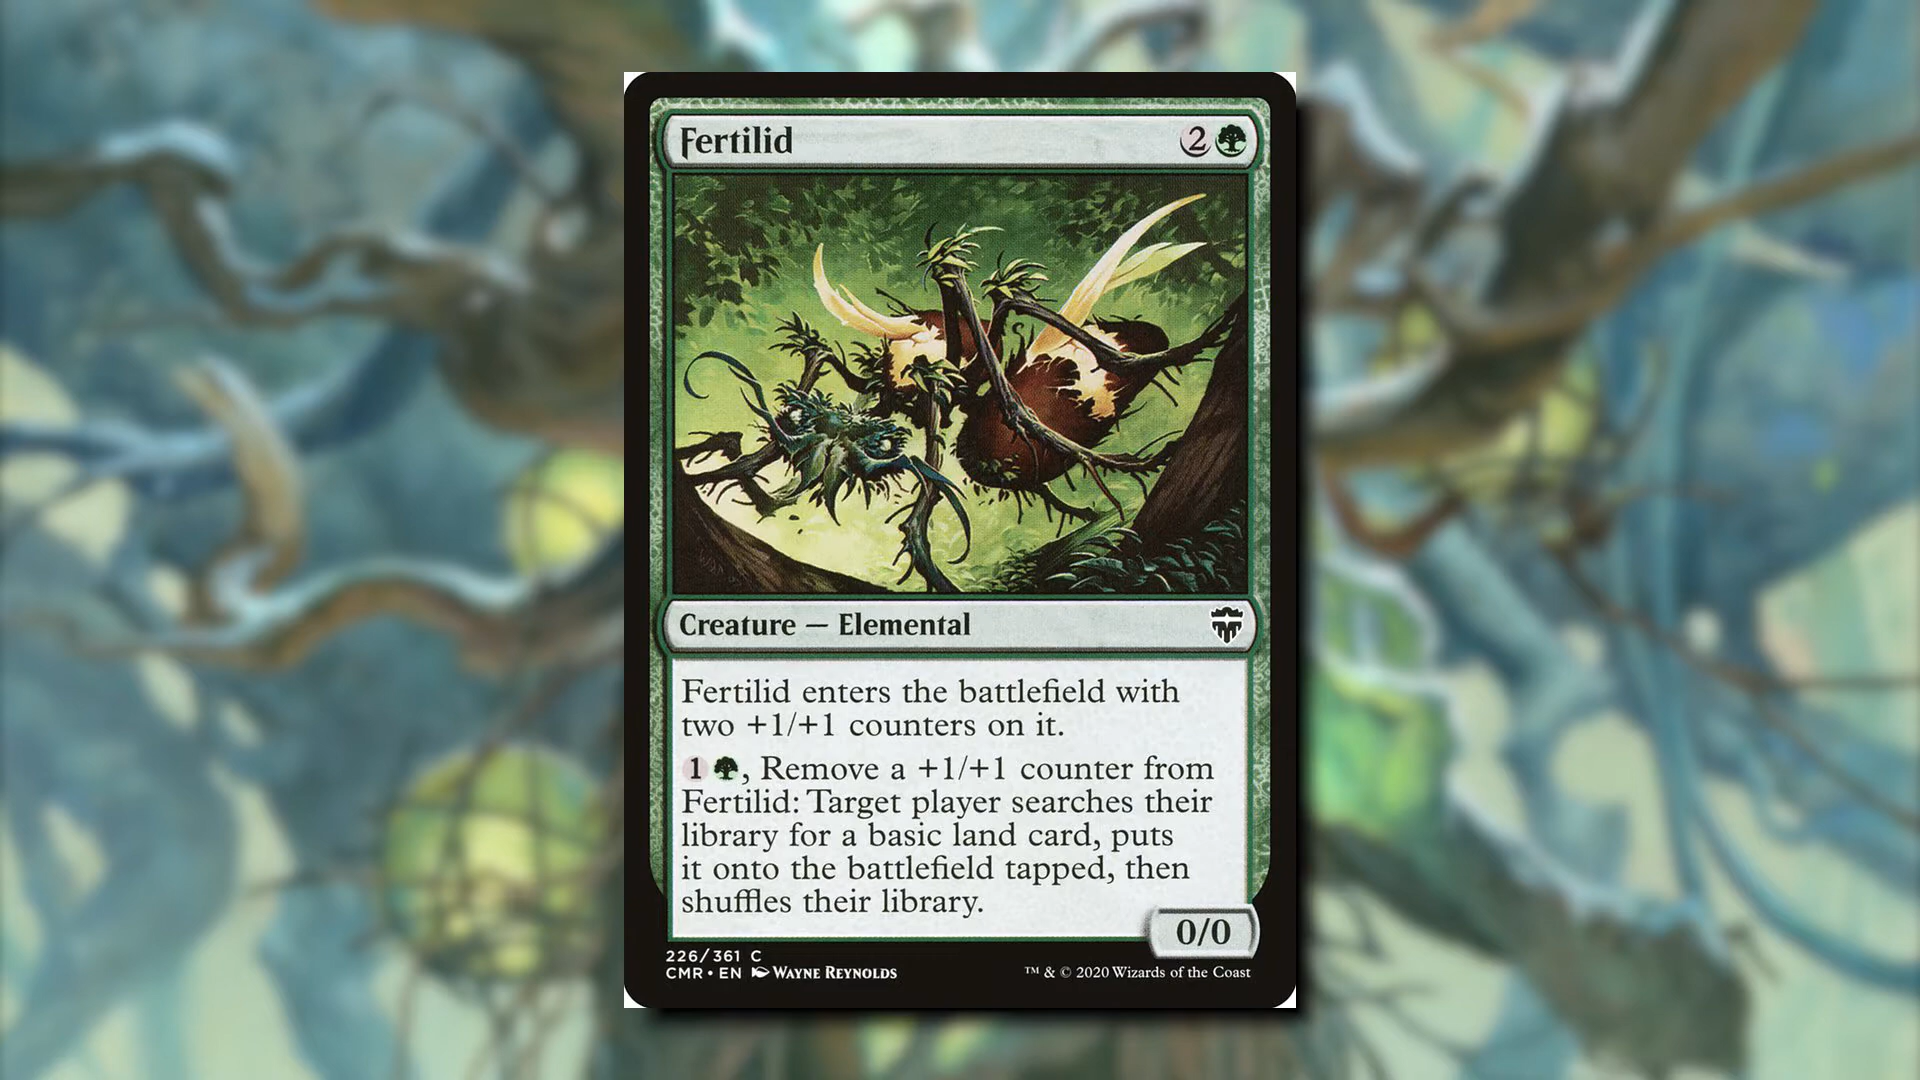 Fertilid 2
Creature — Elemental
Fertilid enters the battlefield with
two +1/+1 counters on it.
1 , Remove a +1/+1 counter from
Fertilid: Target player searches their
library for a basic land card, puts
it onto the battlefield tapped, then
shuffles their library.
0/0
226/361 C
CMR • EN Wayne Reynolds
™ & © 2020 Wizards of the Coast